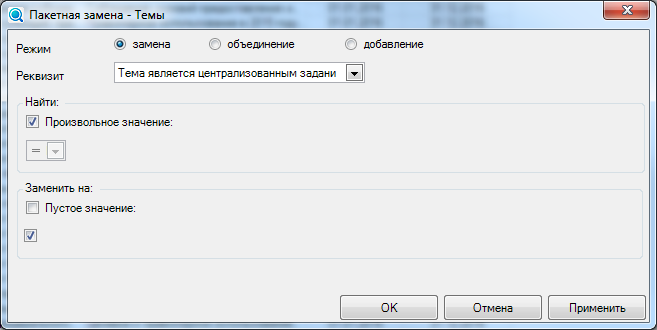 Пакетная замена - Темы
Режим
замена
объединение
добавление
Реквизит
Тема является централизованным задани
Найти:
Произвольное значение:
=
Заменить на:
Пустое значение:
OK
Отмена
Применить